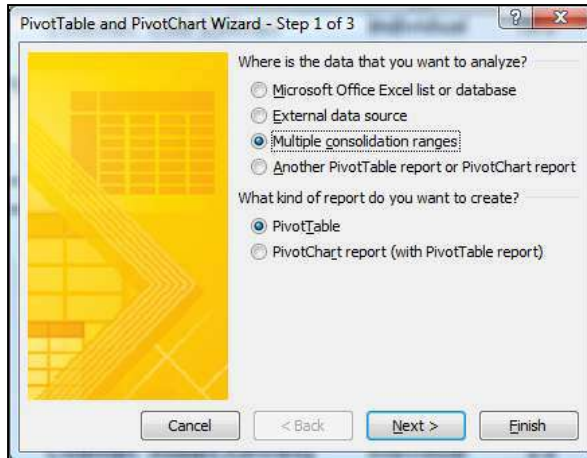 PivotTable and PivotChart Wizard - Step 1 of 3
Where is the data that you want to analyze?
Microsoft Office Excel list or database
External data source
Multiple consolidation ranges
Another PivotTable report or PivotChart report
What kind of report do you want to create?
PivotTable
PivotChart report (with PivotTable report)
Cancel
< Back
Next >
Finish